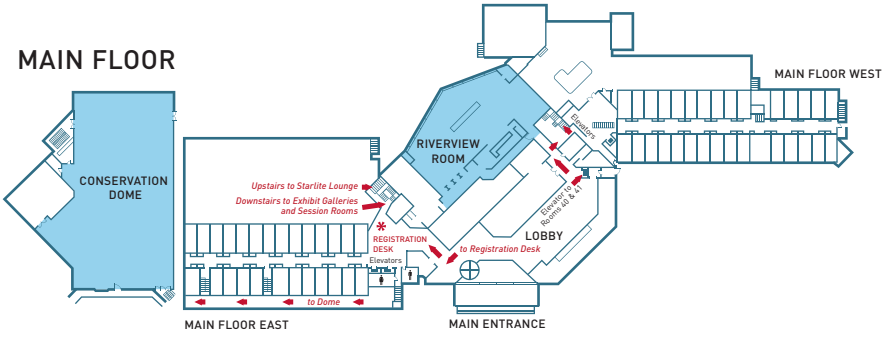 MAIN FLOOR
MAIN FLOOR WEST
Elevators
RIVERVIEW
ROOM
CONSERVATION
DOME
Upstairs to Starlite Lounge
Downstairs to Exhibit Galleries
and Session Rooms
Elevator to
Rooms 40 & 41
*
REGISTRATION
DESK
LOBBY
to Registration Desk
Elevators
to Dome
MAIN FLOOR EAST
MAIN ENTRANCE